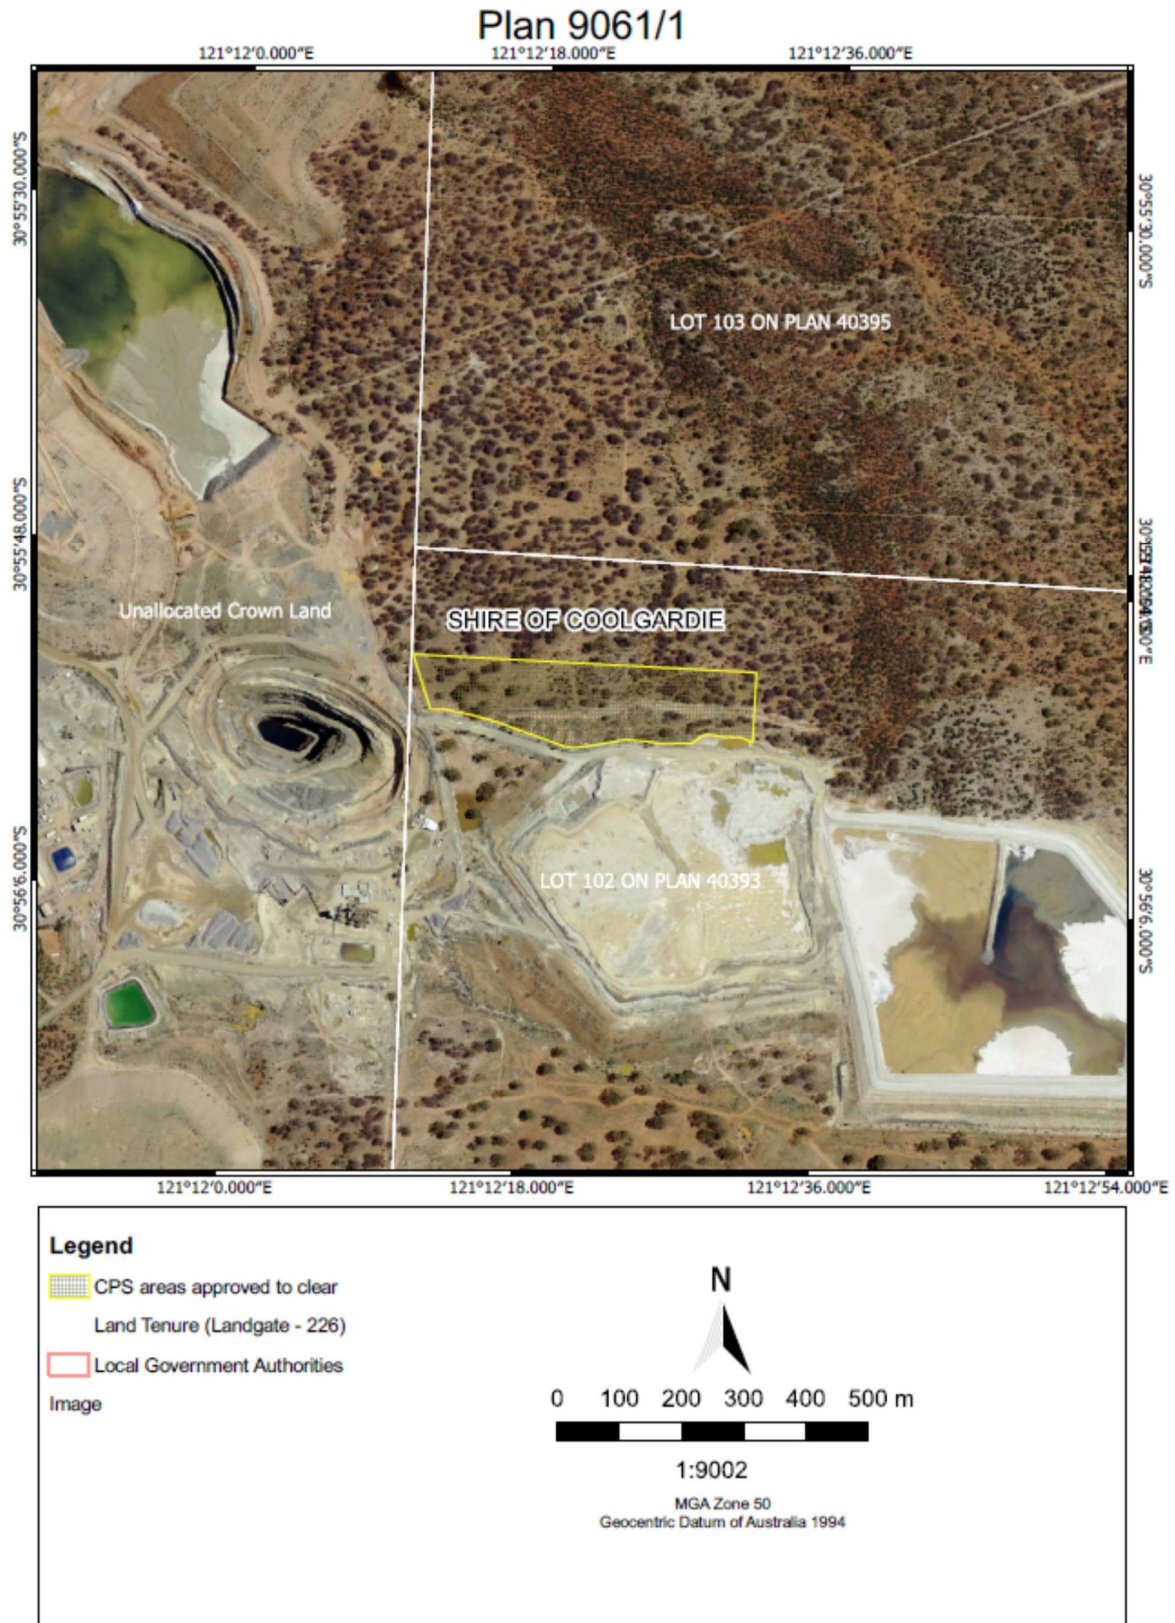 Plan 9061/1
121°12'0.000"E
121°12'18.000"E
121°12'36.000"E
30°55'30.000"S
30°55'30.000"S
LOT 103 ON PLAN 40395
30°55'48.000"S
Unallocated Crown Land
SHIRE OF COOLGARDIE
30°56'6.000"S
30°56'6.000"S
LOT 102 ON PLAN 40393
121°12'0.000"E
121°12'18.000"E
121°12'36.000"E
121°12'54.000"E
Legend
CPS areas approved to clear
Land Tenure (Landgate - 226)
Local Government Authorities
Image
N
0 100 200 300 400 500 m
1:9002
MGA Zone 50
Geocentric Datum of Australia 1994